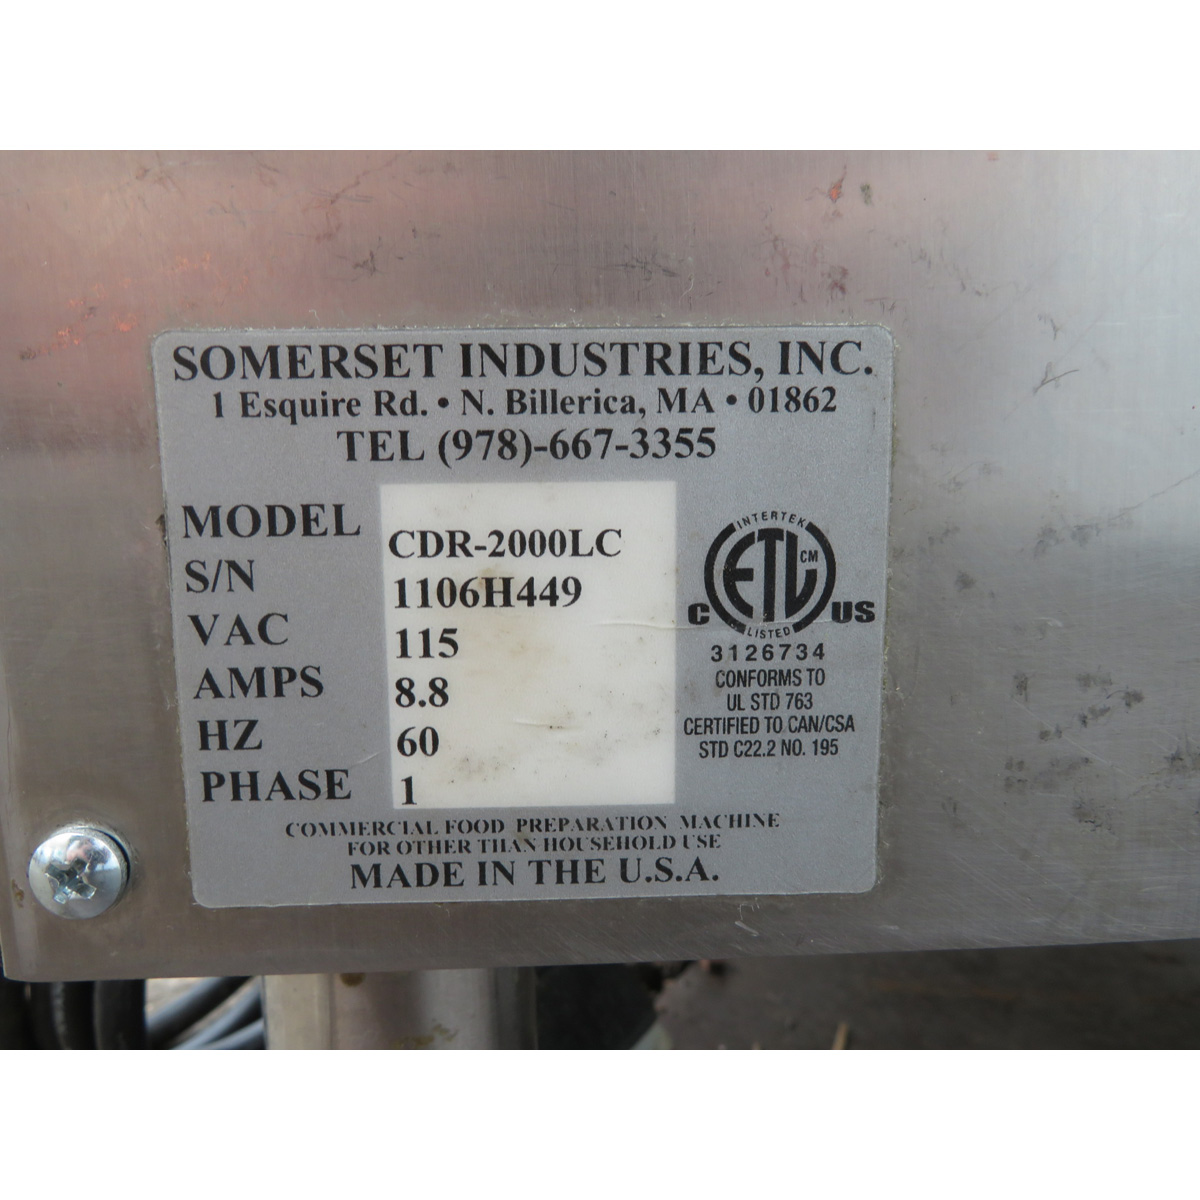 SOMERSET INDUSTRIES, INC.
1 Esquire Rd. • N. Billerica, MA • 01862
TEL (978)-667-3355
MODEL CDR-2000LC
S/N 1106H449
VAC 115
AMPS 8.8
HZ 60
PHASE 1
INTERTEK
ETL CM
C US
LISTED
3126734
CONFORMS TO
UL STD 763
CERTIFIED TO CAN/CSA
STD C22.2 NO. 195
COMMERCIAL FOOD PREPARATION MACHINE
FOR OTHER THAN HOUSEHOLD USE
MADE IN THE U.S.A.